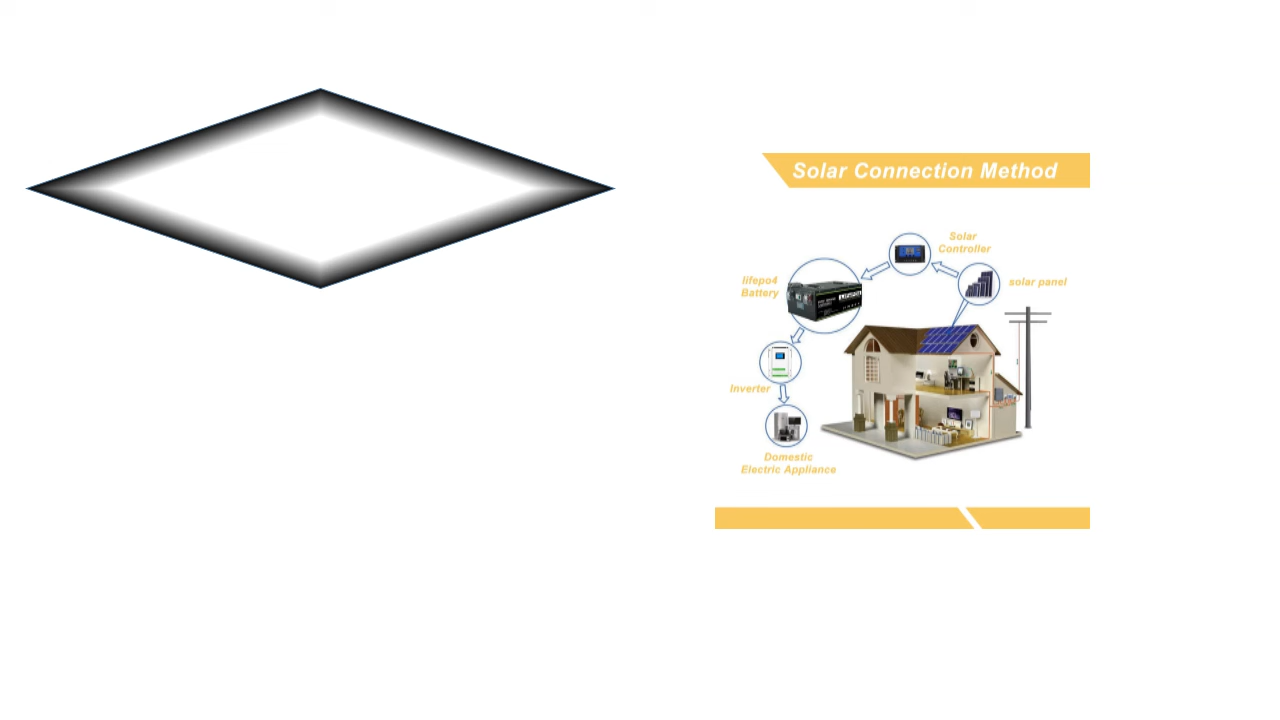 Solar Connection Method
Solar
Controller
lifepo4
Battery
solar panel
Inverter
Domestic
Electric Appliance